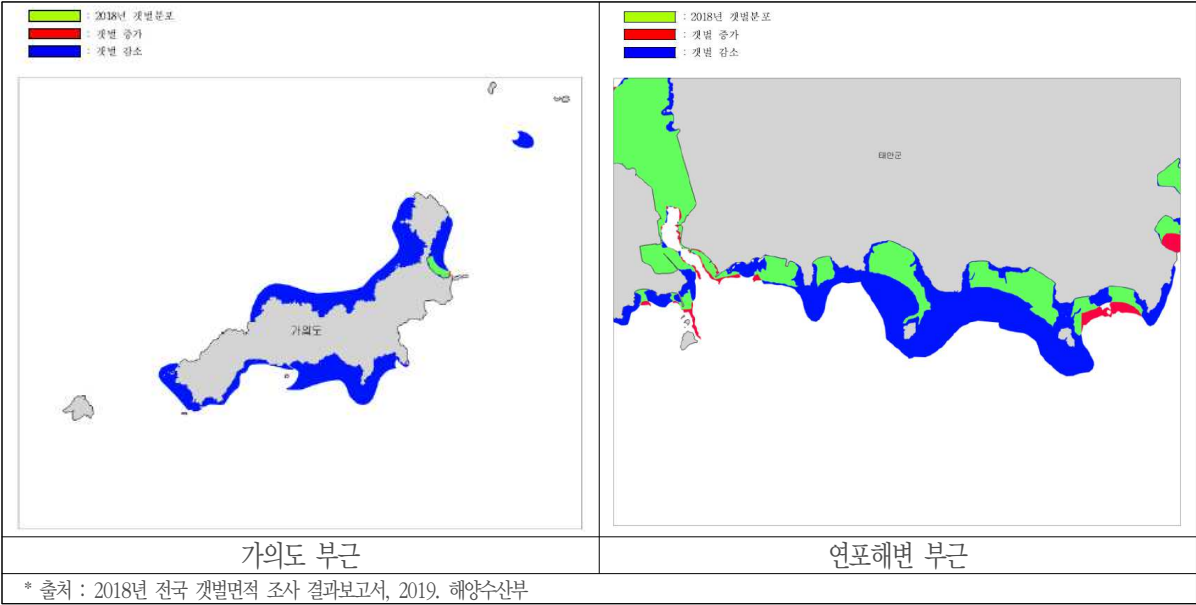 : 2018년 갯벌분포
: 갯벌 증가
: 갯벌 감소
가의도
: 2018년 갯벌분포
: 갯벌 증가
: 갯벌 감소
태안군
가의도 부근
연포해변 부근
* 출처 : 2018년 전국 갯벌면적 조사 결과보고서, 2019. 해양수산부